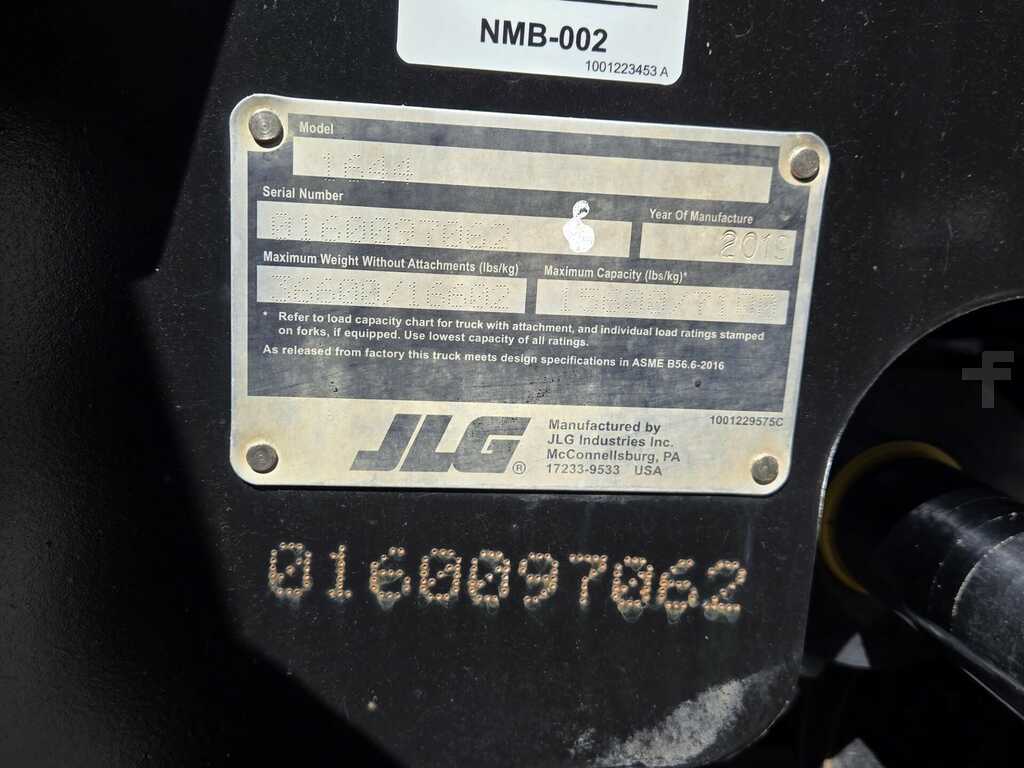 NMB-002
1001223453 A
Model
1644
Serial Number
0160097062
Year Of Manufacture
2019
Maximum Weight Without Attachments (lbs/kg)
Maximum Capacity (lbs/kg)*
36600/16602
* Refer to load capacity chart for truck with attachment, and individual load ratings stamped
on forks, if equipped. Use lowest capacity of all ratings.
As released from factory this truck meets design specifications in ASME B56.6-2016
JLG®
Manufactured by
JLG Industries Inc.
McConnellsburg, PA
17233-9533 USA
1001229575C
0160097062